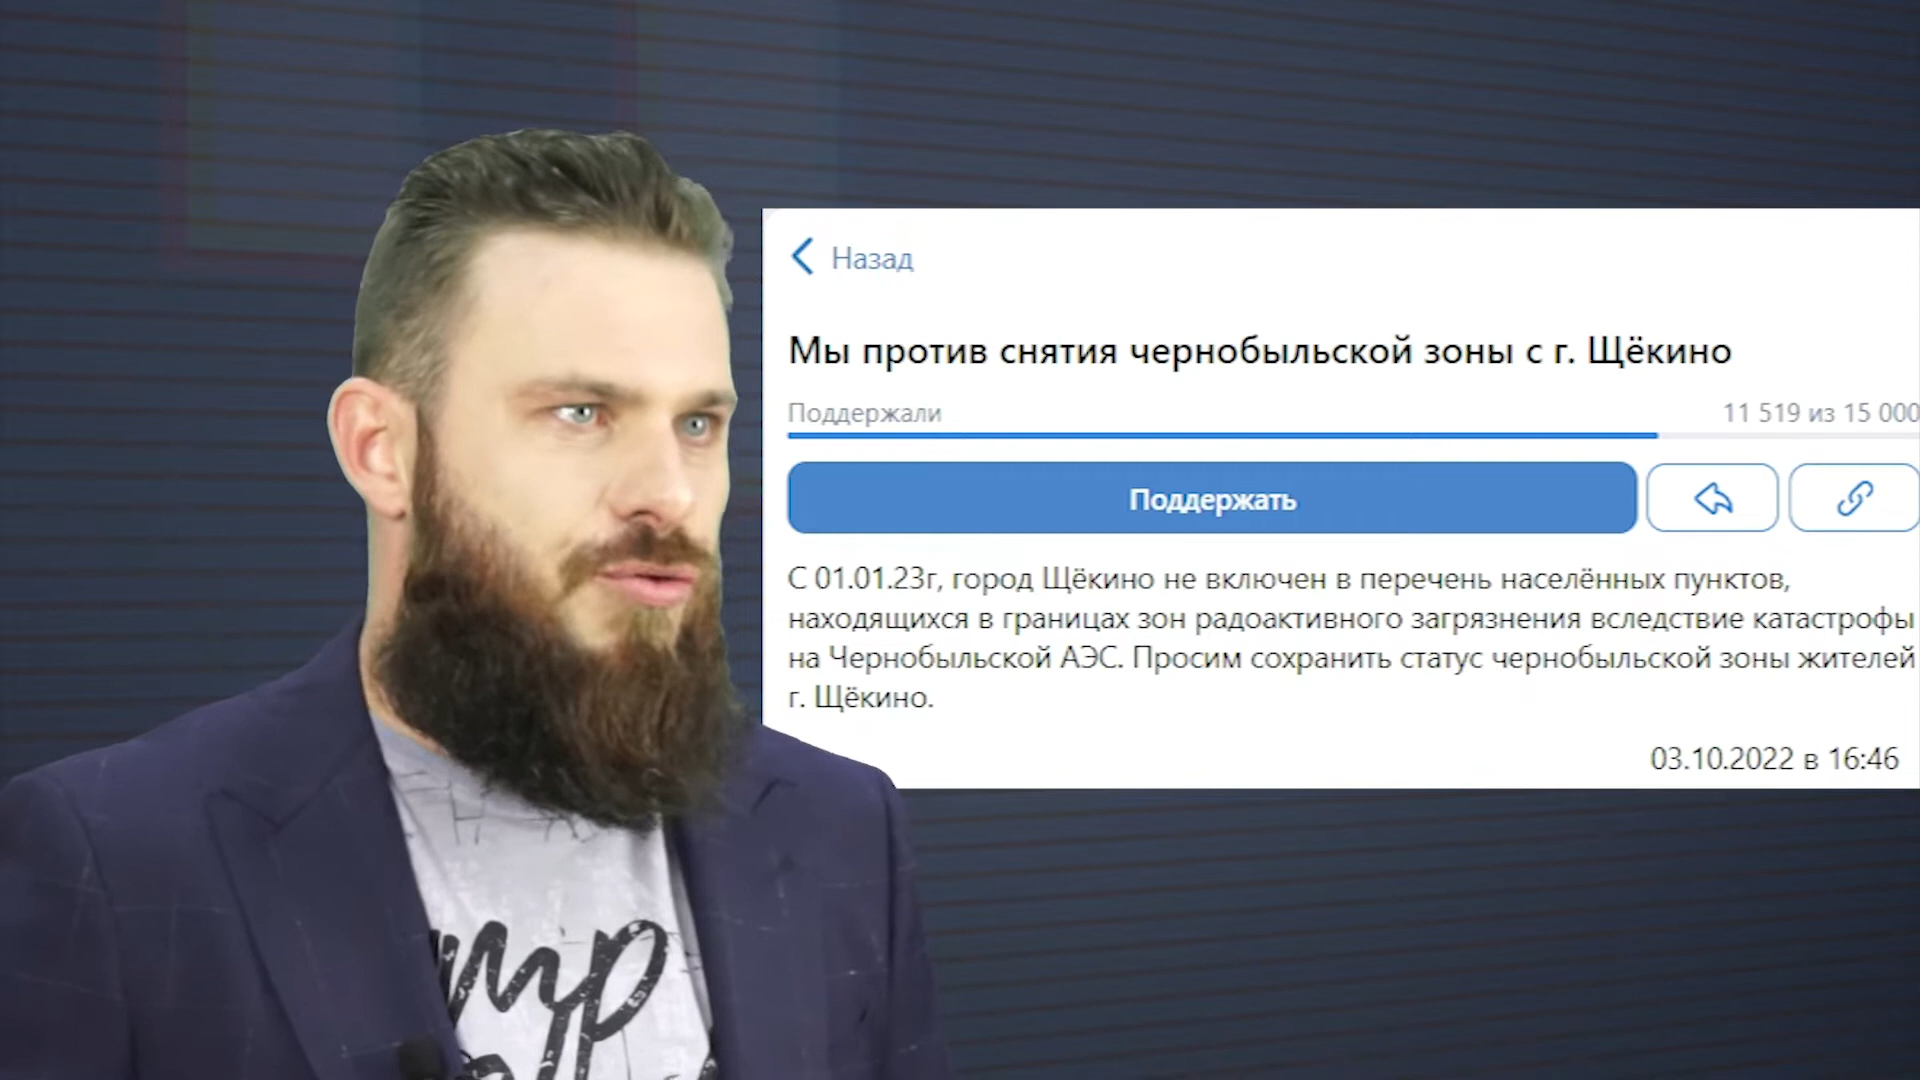 Назад
Мы против снятия чернобыльской зоны с г. Щёкино
Поддержали 11 519 из 15 000
Поддержать
С 01.01.23г, город Щёкино не включен в перечень населённых пунктов,
находящихся в границах зон радиоактивного загрязнения вследствие катастрофы
на Чернобыльской АЭС. Просим сохранить статус чернобыльской зоны жителей
г. Щёкино.
03.10.2022 в 16:46